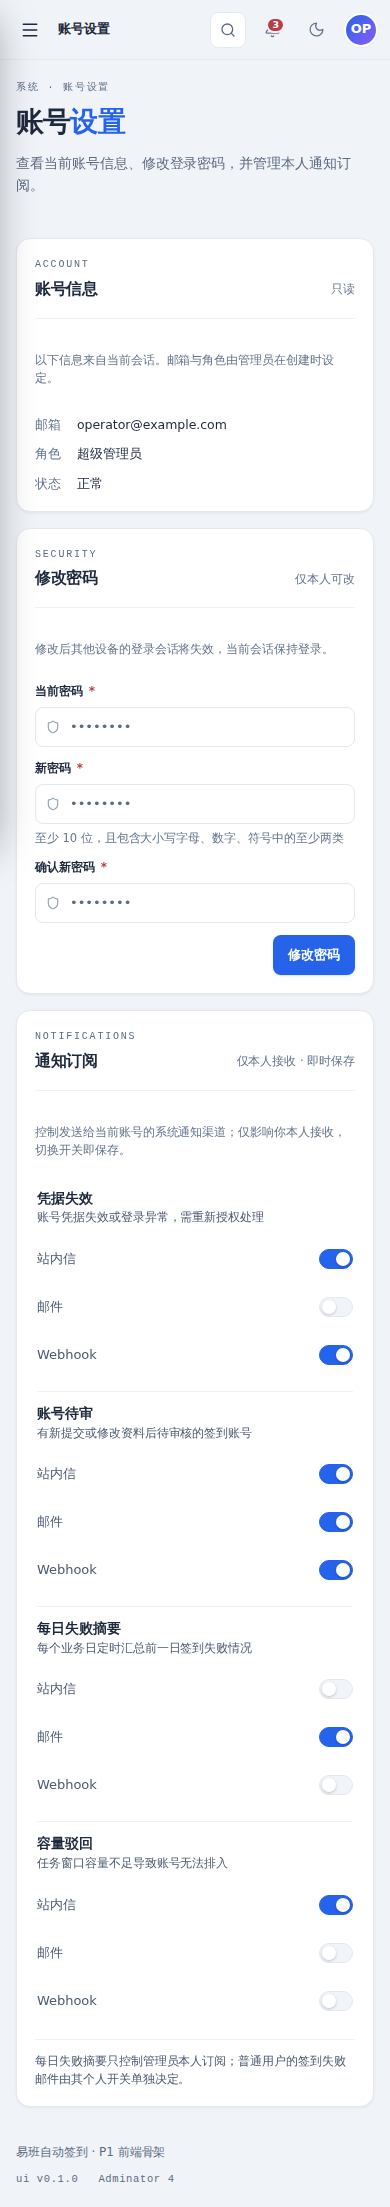 账号设置
3
OP
系统 · 账号设置
账号设置
查看当前账号信息、修改登录密码，并管理本人通知订
阅。
ACCOUNT
账号信息
只读
以下信息来自当前会话。邮箱与角色由管理员在创建时设
定。
邮箱 operator@example.com
角色 超级管理员
状态 正常
SECURITY
修改密码
仅本人可改
修改后其他设备的登录会话将失效，当前会话保持登录。
当前密码 *
••••••••
新密码 *
••••••••
至少 10 位，且包含大小写字母、数字、符号中的至少两类
确认新密码 *
••••••••
修改密码
NOTIFICATIONS
通知订阅
仅本人接收 · 即时保存
控制发送给当前账号的系统通知渠道；仅影响你本人接收，
切换开关即保存。
凭据失效
账号凭据失效或登录异常，需重新授权处理
站内信
邮件
Webhook
账号待审
有新提交或修改资料后待审核的签到账号
站内信
邮件
Webhook
每日失败摘要
每个业务日定时汇总前一日签到失败情况
站内信
邮件
Webhook
容量驳回
任务窗口容量不足导致账号无法排入
站内信
邮件
Webhook
每日失败摘要只控制管理员本人订阅；普通用户的签到失败
邮件由其个人开关单独决定。
易班自动签到 · P1 前端骨架
ui v0.1.0 Adminator 4